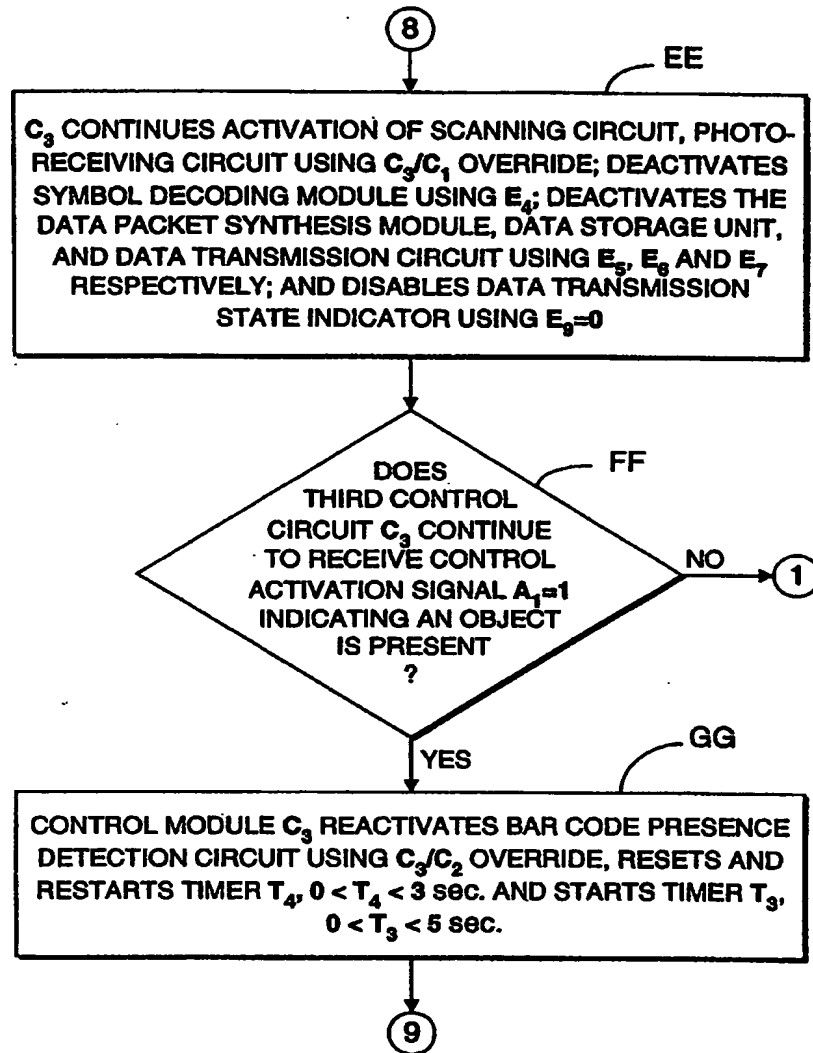 8
EE
C₃ CONTINUES ACTIVATION OF SCANNING CIRCUIT, PHOTO-
RECEIVING CIRCUIT USING C₃/C₁ OVERRIDE; DEACTIVATES
SYMBOL DECODING MODULE USING E₄; DEACTIVATES THE
DATA PACKET SYNTHESIS MODULE, DATA STORAGE UNIT,
AND DATA TRANSMISSION CIRCUIT USING E₅, E₆ AND E₇
RESPECTIVELY; AND DISABLES DATA TRANSMISSION
STATE INDICATOR USING E₉=0
FF
DOES
THIRD CONTROL
CIRCUIT C₃ CONTINUE
TO RECEIVE CONTROL
ACTIVATION SIGNAL A₁=1
INDICATING AN OBJECT
IS PRESENT
?
NO
1
YES
GG
CONTROL MODULE C₃ REACTIVATES BAR CODE PRESENCE
DETECTION CIRCUIT USING C₃/C₂ OVERRIDE, RESETS AND
RESTARTS TIMER T₄, 0 < T₄ < 3 sec. AND STARTS TIMER T₃,
0 < T₃ < 5 sec.
9